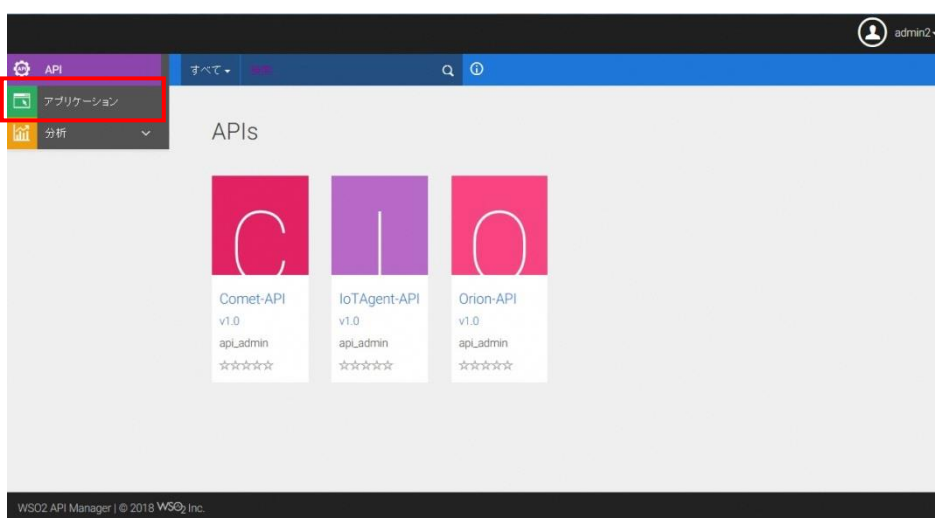 admin2
API
すべて
アプリケーション
分析
APIs
C
I
O
Comet-API
IoTAgent-API
Orion-API
v1.0
v1.0
v1.0
api_admin
api_admin
api_admin
WSO2 API Manager | © 2018 WSO2 Inc.